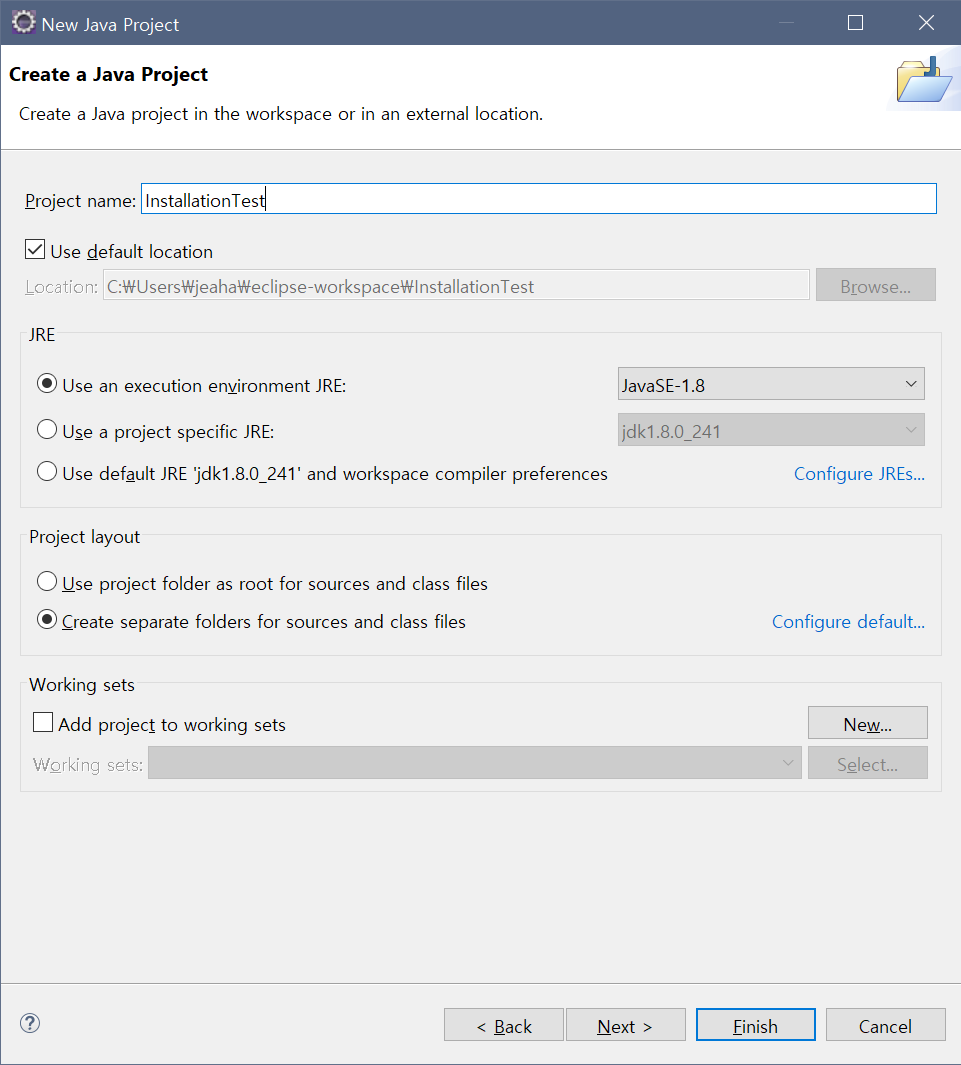 New Java Project
Create a Java Project
Create a Java project in the workspace or in an external location.
Project name: InstallationTest
Use default location
Location: C:₩Users₩jeaha₩eclipse-workspace₩InstallationTest Browse...
JRE
Use an execution environment JRE: JavaSE-1.8
Use a project specific JRE: jdk1.8.0_241
Use default JRE 'jdk1.8.0_241' and workspace compiler preferences Configure JREs...
Project layout
Use project folder as root for sources and class files
Create separate folders for sources and class files Configure default...
Working sets
Add project to working sets New...
Working sets: Select...
? < Back Next > Finish Cancel